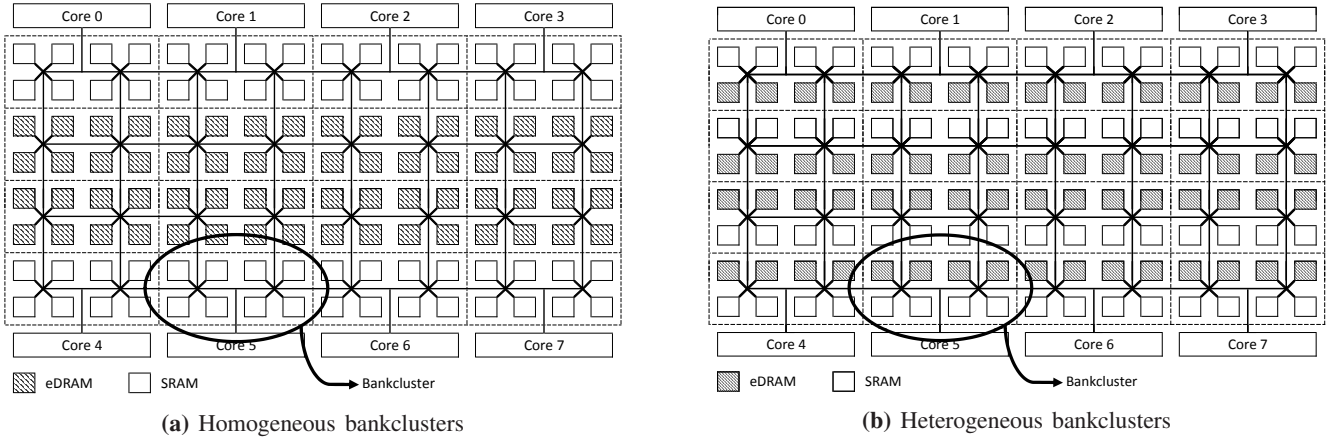 Core 0 Core 1 Core 2 Core 3
Core 4 Core 5 Core 6 Core 7
eDRAM SRAM Bankcluster
(a) Homogeneous bankclusters
Core 0 Core 1 Core 2 Core 3
Core 4 Core 5 Core 6 Core 7
eDRAM SRAM Bankcluster
(b) Heterogeneous bankclusters